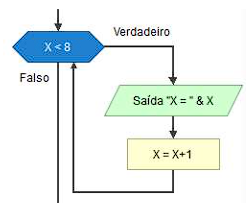 Verdadeiro
X < 8
Falso
Saída "X = " & X
X = X+1